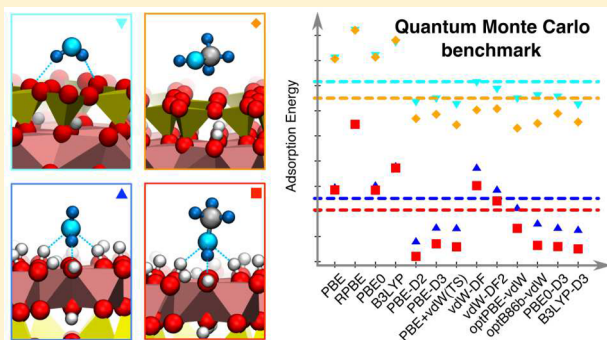 Quantum Monte Carlo
benchmark
Adsorption Energy
PBE
RPBE
PBE0
B3LYP
PBE-D2
PBE-D3
PBE+vdW(TS)
vdW-DF
vdW-DF2
optPBE-vdW
optB86b-vdW
PBE0-D3
B3LYP-D3